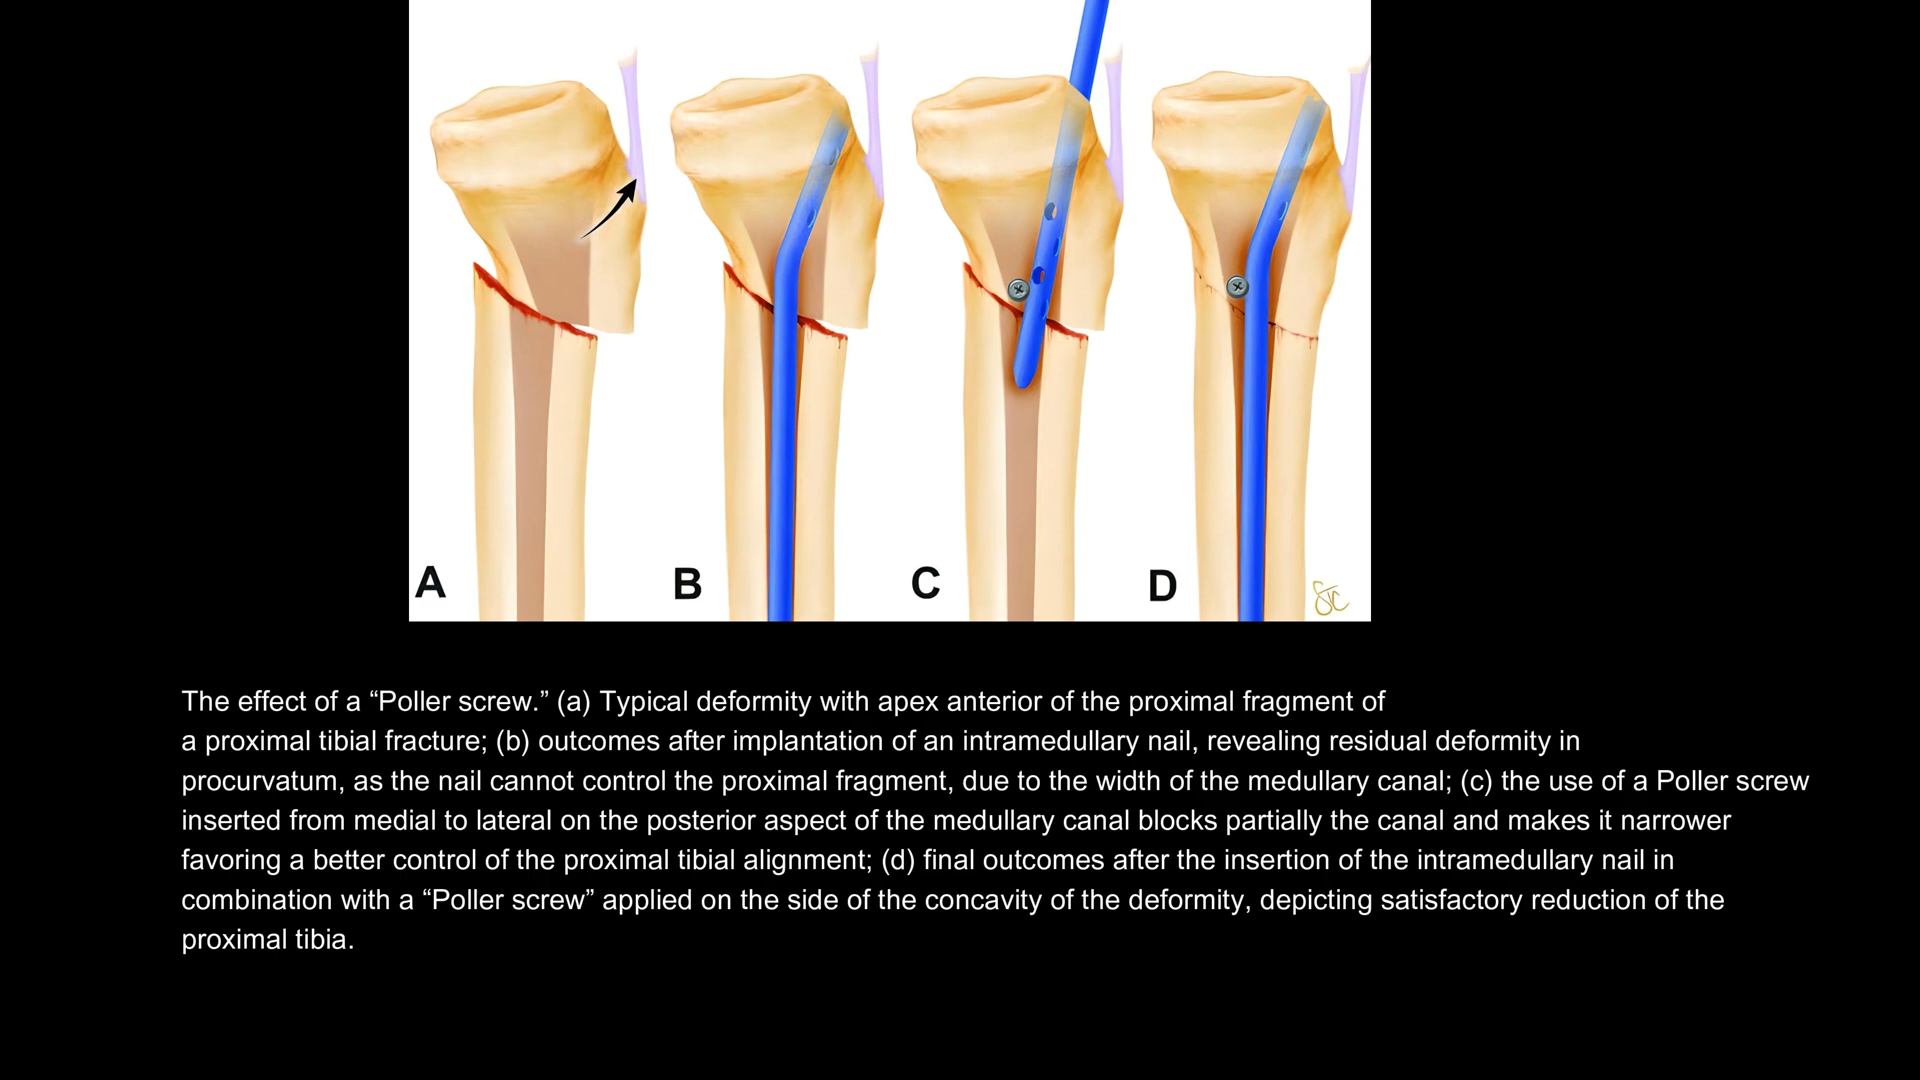 A B C D
The effect of a “Poller screw.” (a) Typical deformity with apex anterior of the proximal fragment of
a proximal tibial fracture; (b) outcomes after implantation of an intramedullary nail, revealing residual deformity in
procurvatum, as the nail cannot control the proximal fragment, due to the width of the medullary canal; (c) the use of a Poller screw
inserted from medial to lateral on the posterior aspect of the medullary canal blocks partially the canal and makes it narrower
favoring a better control of the proximal tibial alignment; (d) final outcomes after the insertion of the intramedullary nail in
combination with a “Poller screw” applied on the side of the concavity of the deformity, depicting satisfactory reduction of the
proximal tibia.